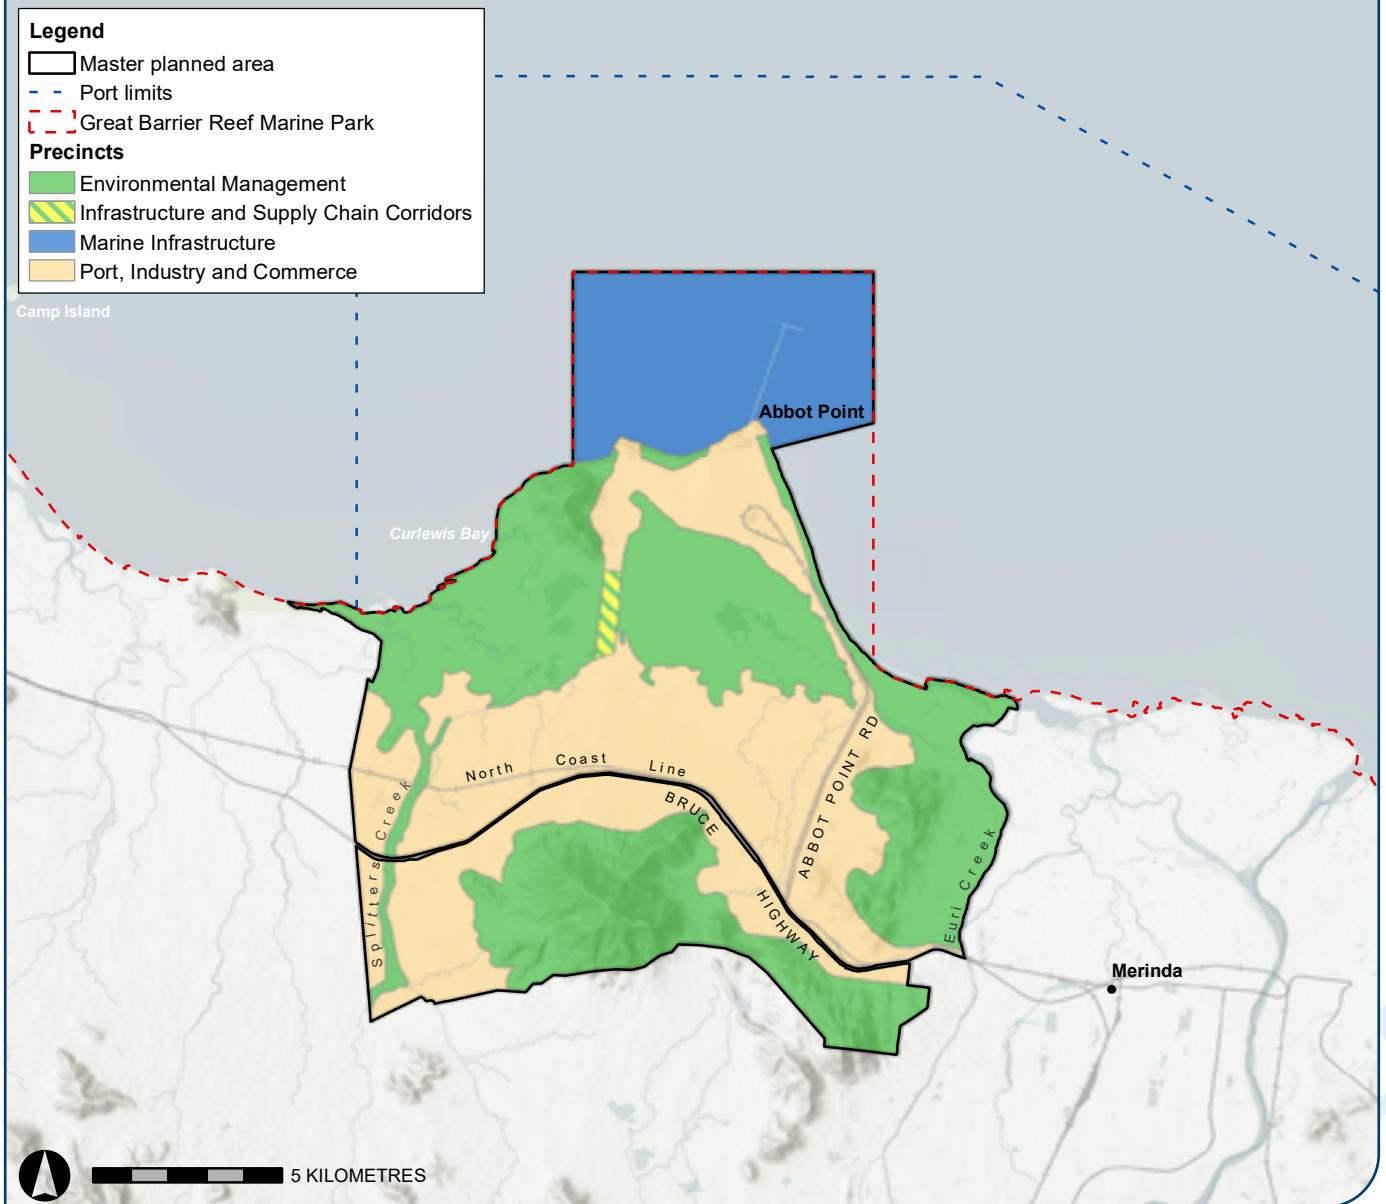 Legend
Master planned area
Port limits
Great Barrier Reef Marine Park
Precincts
Environmental Management
Infrastructure and Supply Chain Corridors
Marine Infrastructure
Port, Industry and Commerce
Camp Island
Abbot Point
Curlewis Bay
North Coast Line
BRUCE
HIGHWAY
ABBOT POINT RD
Splitters Creek
Euri Creek
Merinda
5 KILOMETRES